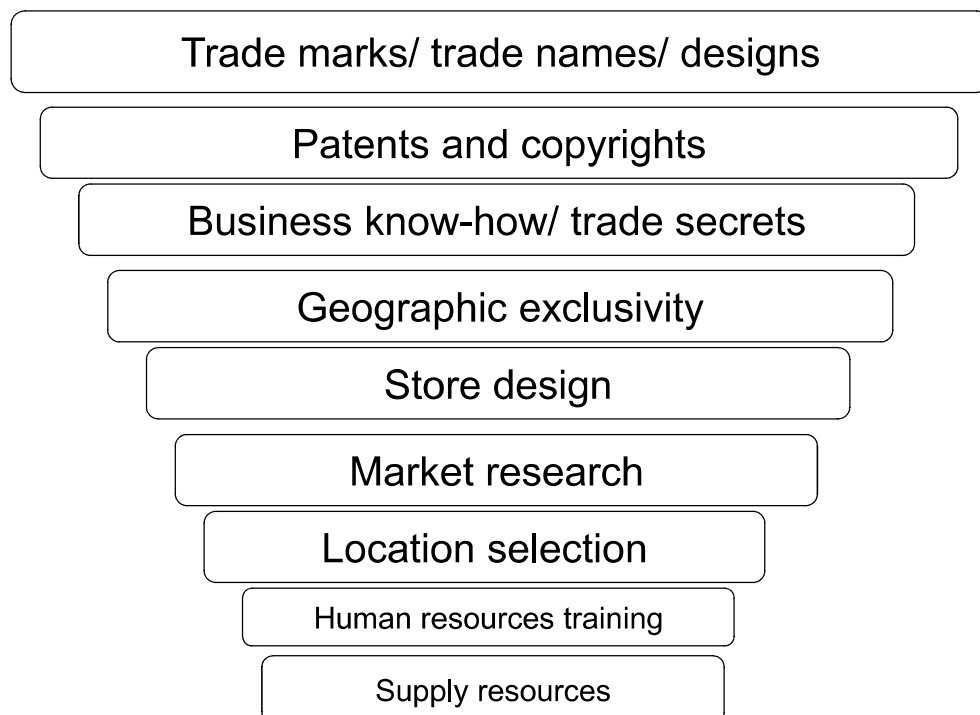 Trade marks/ trade names/ designs
Patents and copyrights
Business know-how/ trade secrets
Geographic exclusivity
Store design
Market research
Location selection
Human resources training
Supply resources